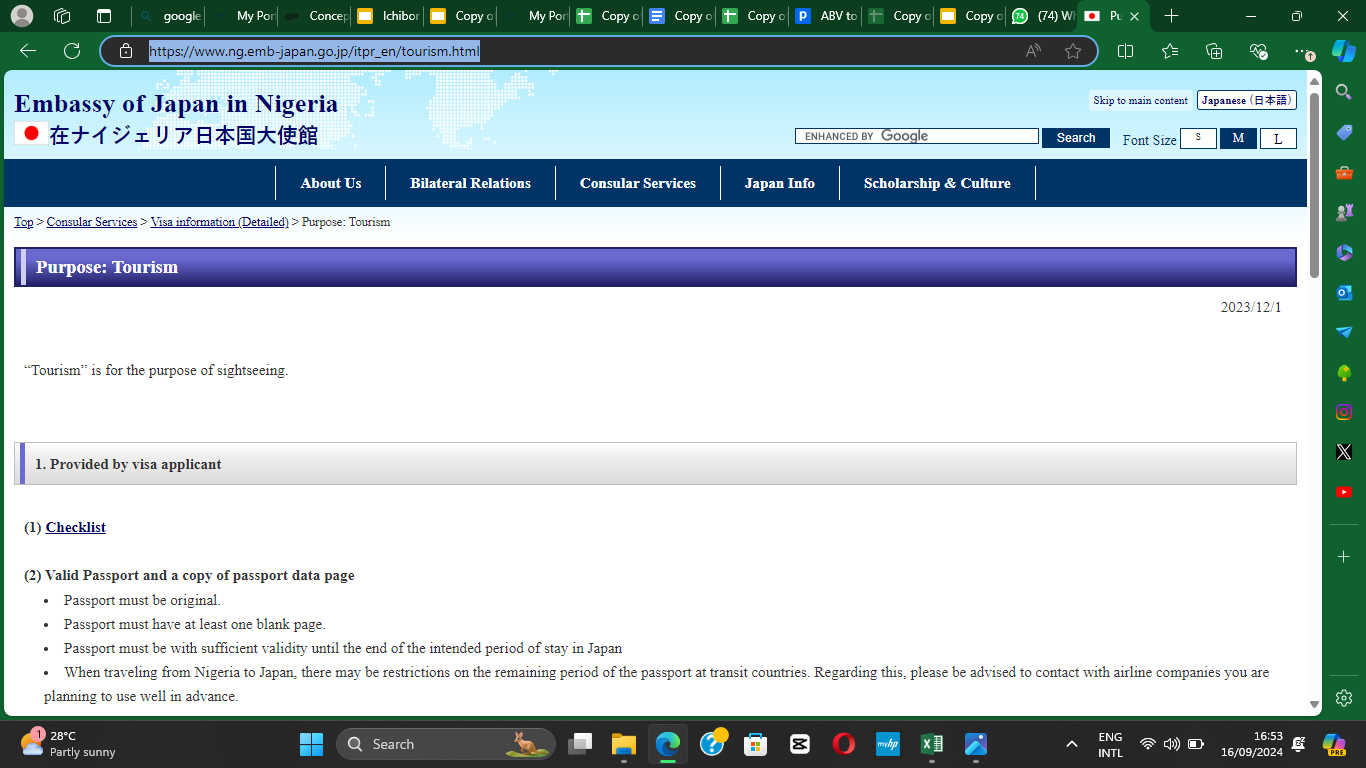 google
My Por
Concep
Ichibor
Copy o
My Por
Copy o
Copy o
Copy o
ABV to
Copy o
Copy o
74
(74) W
Pu
https://www.ng.emb-japan.go.jp/itpr_en/tourism.html
Embassy of Japan in Nigeria
在ナイジェリア日本国大使館
Skip to main content
Japanese (日本語)
ENHANCED BY Google
Search
Font Size
S
M
L
About Us
Bilateral Relations
Consular Services
Japan Info
Scholarship & Culture
Top > Consular Services > Visa information (Detailed) > Purpose: Tourism
Purpose: Tourism
2023/12/1
“Tourism” is for the purpose of sightseeing.
1. Provided by visa applicant
(1) Checklist
(2) Valid Passport and a copy of passport data page
• Passport must be original.
• Passport must have at least one blank page.
• Passport must be with sufficient validity until the end of the intended period of stay in Japan
• When traveling from Nigeria to Japan, there may be restrictions on the remaining period of the passport at transit countries. Regarding this, please be advised to contact with airline companies you are
planning to use well in advance.
1
28°C
Partly sunny
Search
myhp
ENG
INTL
16:53
16/09/2024
PRE